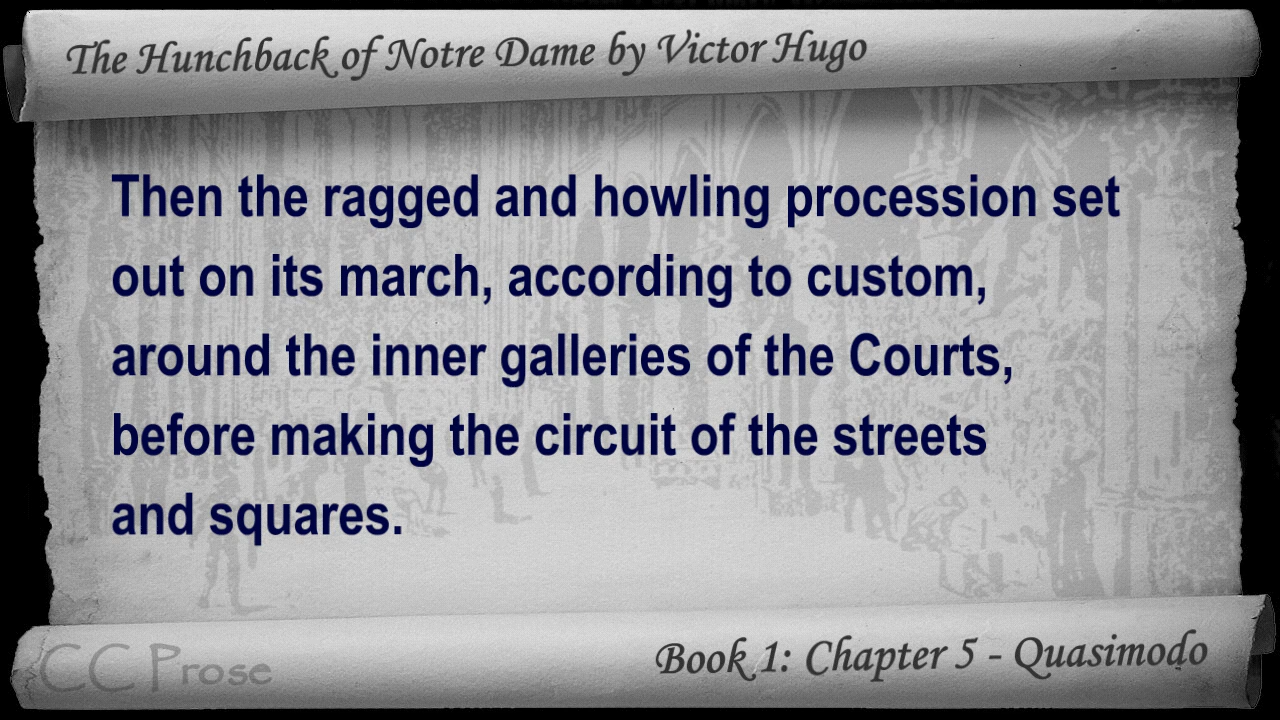 The Hunchback of Notre Dame by Victor Hugo
Then the ragged and howling procession set
out on its march, according to custom,
around the inner galleries of the Courts,
before making the circuit of the streets
and squares.
CC Prose
Book 1: Chapter 5 - Quasimodo